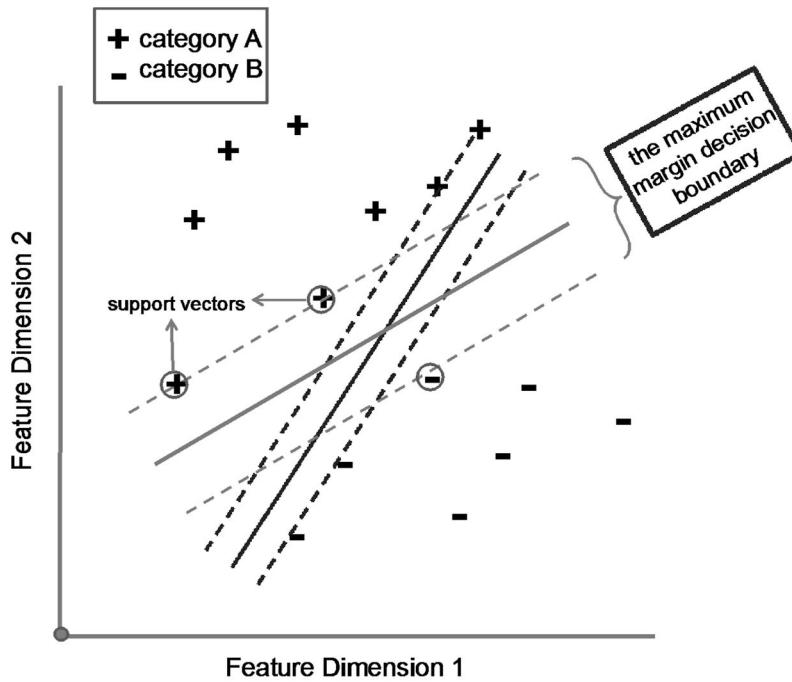 + category A
- category B
the maximum
margin decision
boundary
support vectors
Feature Dimension 2
Feature Dimension 1